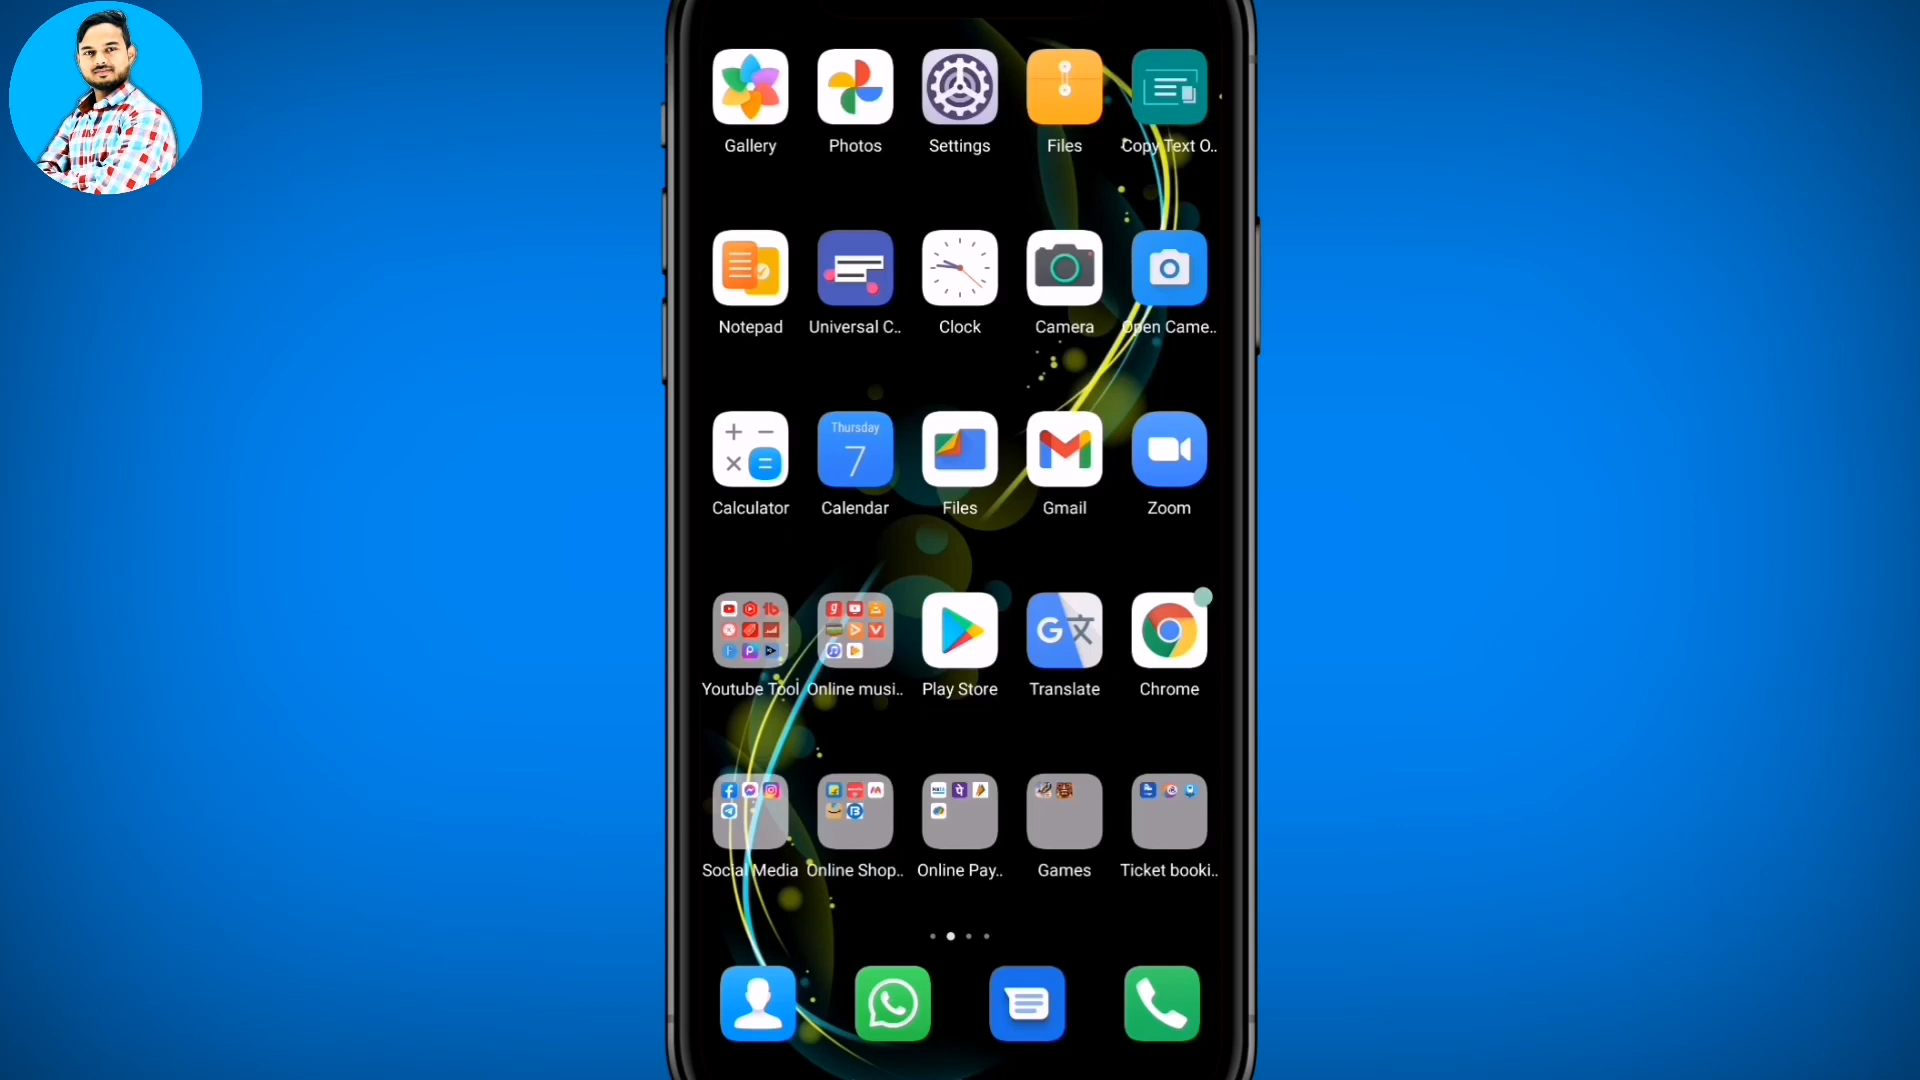 Gallery Photos Settings Files Copy Text O..
Notepad Universal C.. Clock Camera Open Came..
Thursday
7
Calculator Calendar Files Gmail Zoom
Youtube Tool Online musi.. Play Store Translate Chrome
Social Media Online Shop.. Online Pay.. Games Ticket booki..